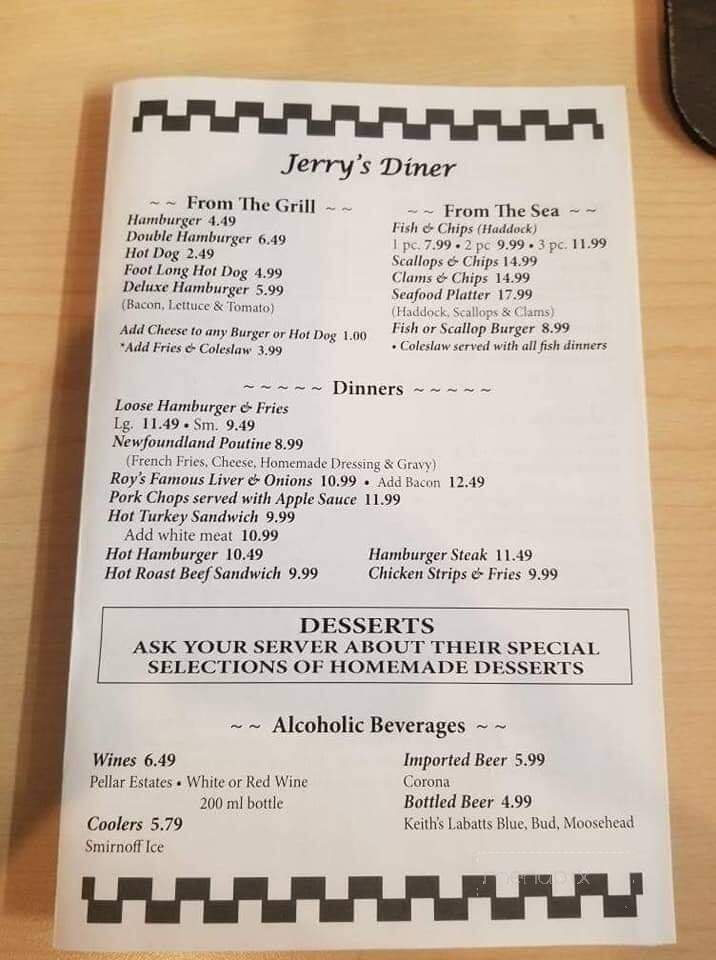 Jerry's Diner
~ ~ From The Grill ~ ~
Hamburger 4.49
Double Hamburger 6.49
Hot Dog 2.49
Foot Long Hot Dog 4.99
Deluxe Hamburger 5.99
(Bacon, Lettuce & Tomato)
Add Cheese to any Burger or Hot Dog 1.00
*Add Fries & Coleslaw 3.99
~ ~ From The Sea ~ ~
Fish & Chips (Haddock)
1 pc. 7.99 • 2 pc 9.99 • 3 pc. 11.99
Scallops & Chips 14.99
Clams & Chips 14.99
Seafood Platter 17.99
(Haddock, Scallops & Clams)
Fish or Scallop Burger 8.99
• Coleslaw served with all fish dinners
~ ~ ~ ~ ~ Dinners ~ ~ ~ ~ ~
Loose Hamburger & Fries
Lg. 11.49 • Sm. 9.49
Newfoundland Poutine 8.99
(French Fries, Cheese, Homemade Dressing & Gravy)
Roy's Famous Liver & Onions 10.99 • Add Bacon 12.49
Pork Chops served with Apple Sauce 11.99
Hot Turkey Sandwich 9.99
Add white meat 10.99
Hot Hamburger 10.49
Hot Roast Beef Sandwich 9.99
Hamburger Steak 11.49
Chicken Strips & Fries 9.99
DESSERTS
ASK YOUR SERVER ABOUT THEIR SPECIAL
SELECTIONS OF HOMEMADE DESSERTS
~ ~ Alcoholic Beverages ~ ~
Wines 6.49
Pellar Estates • White or Red Wine
200 ml bottle
Coolers 5.79
Smirnoff Ice
Imported Beer 5.99
Corona
Bottled Beer 4.99
Keith's Labatts Blue, Bud, Moosehead